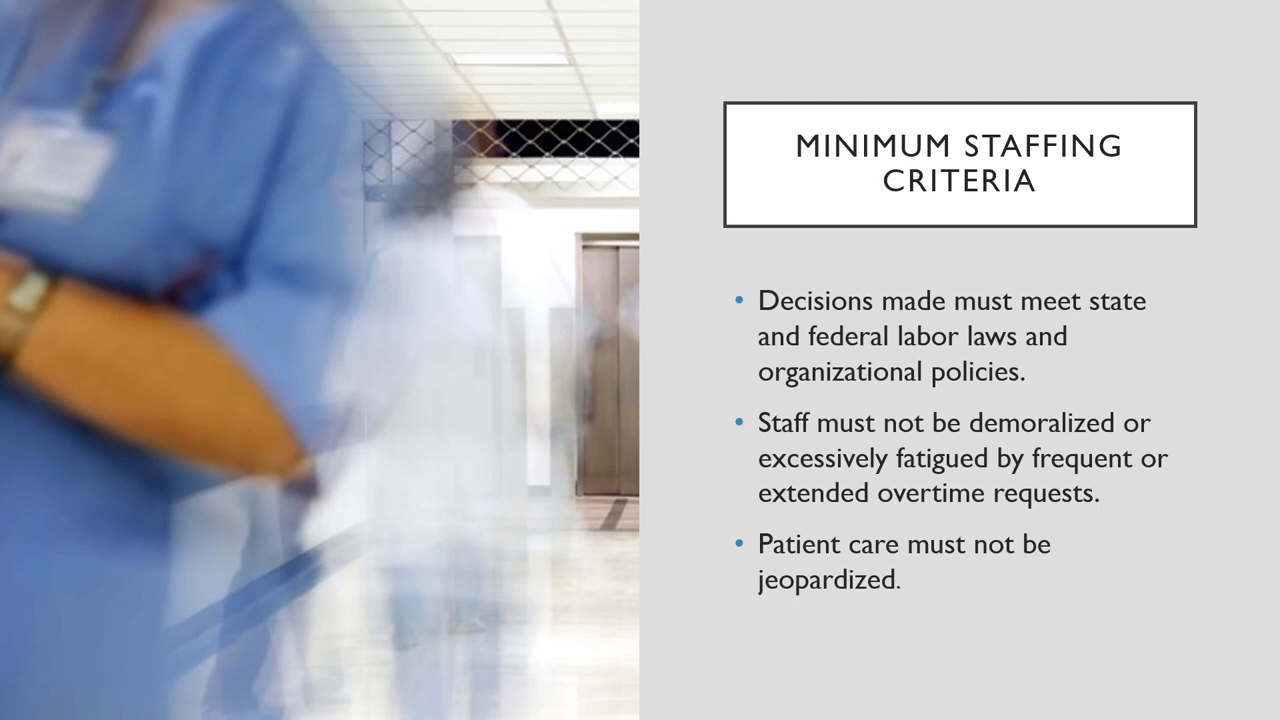 MINIMUM STAFFING
CRITERIA
• Decisions made must meet state
and federal labor laws and
organizational policies.
• Staff must not be demoralized or
excessively fatigued by frequent or
extended overtime requests.
• Patient care must not be
jeopardized.